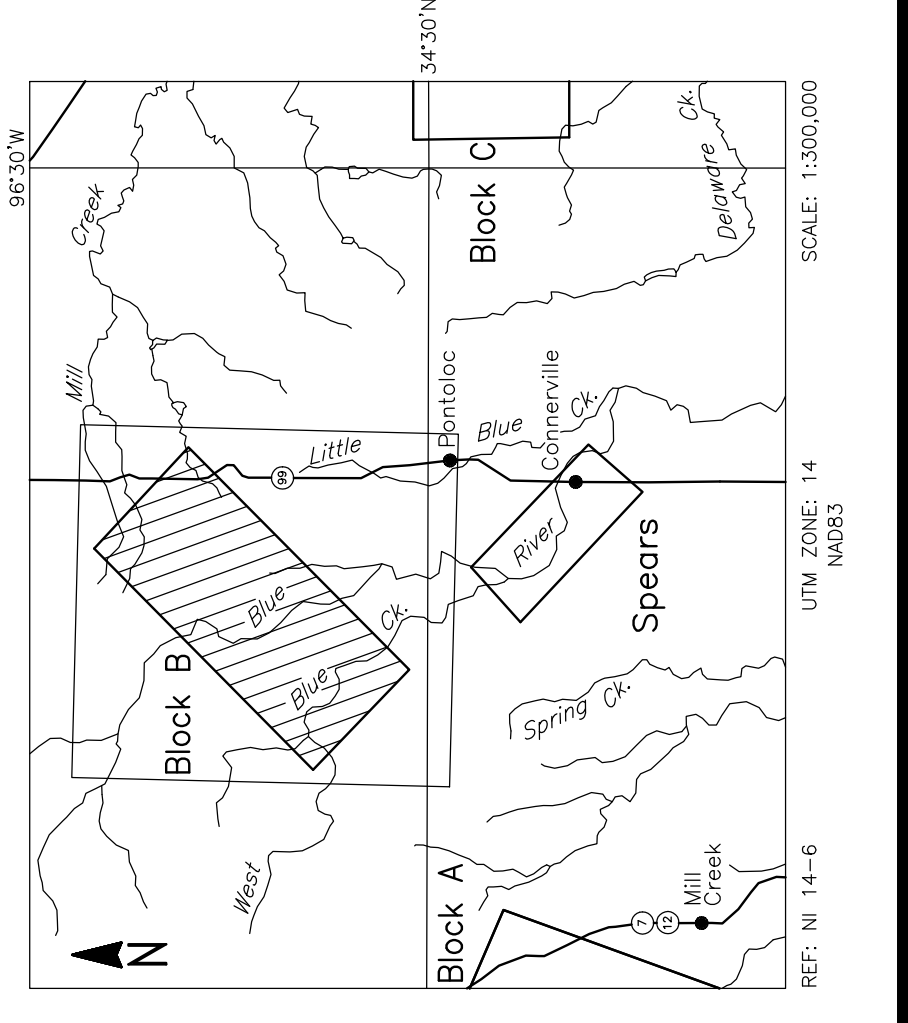 96°30'W
34°30'N
Creek
Mill
Block C
Delaware
Ck.
Pontoloc
Connerville
Little
Blue
Ck.
99
River
Blue
Ck.
Blue
Block B
Spears
Spring
Ck.
West
Block A
7
12
Mill
Creek
N
REF: NI 14-6
UTM ZONE: 14
NAD83
SCALE: 1:300,000